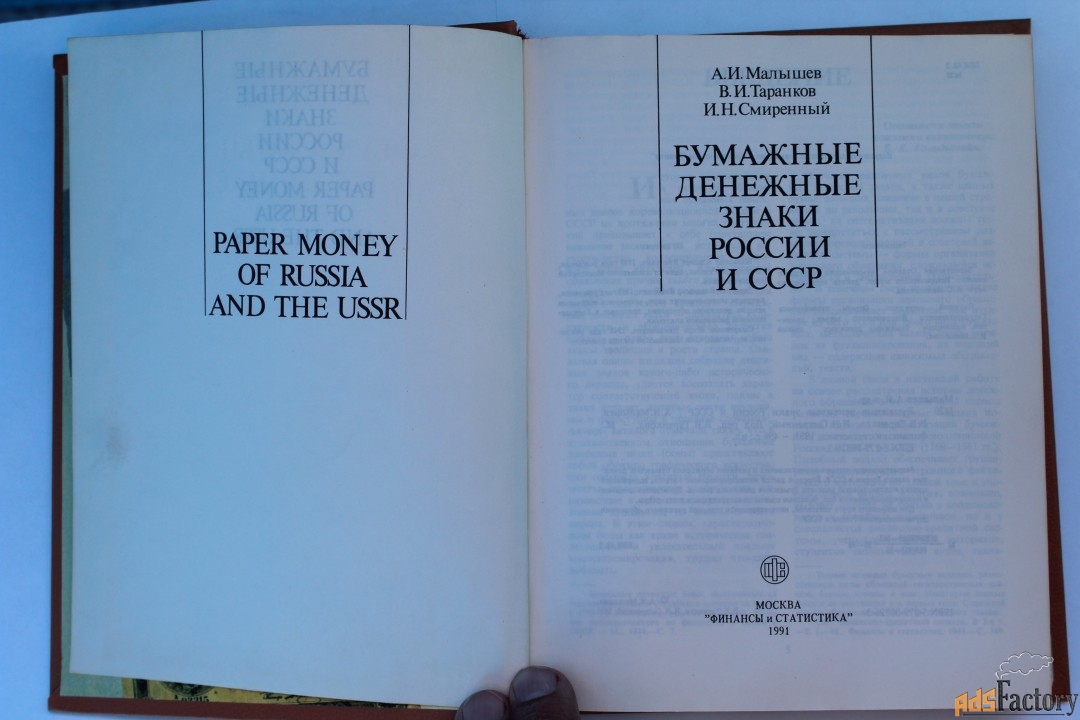 PAPER MONEY
OF RUSSIA
AND THE USSR
А.И.Малышев
В.И.Таранков
И.Н.Смиренный
БУМАЖНЫЕ
ДЕНЕЖНЫЕ
ЗНАКИ
РОССИИ
И СССР
МОСКВА
"ФИНАНСЫ и СТАТИСТИКА"
1991
AdsFactory